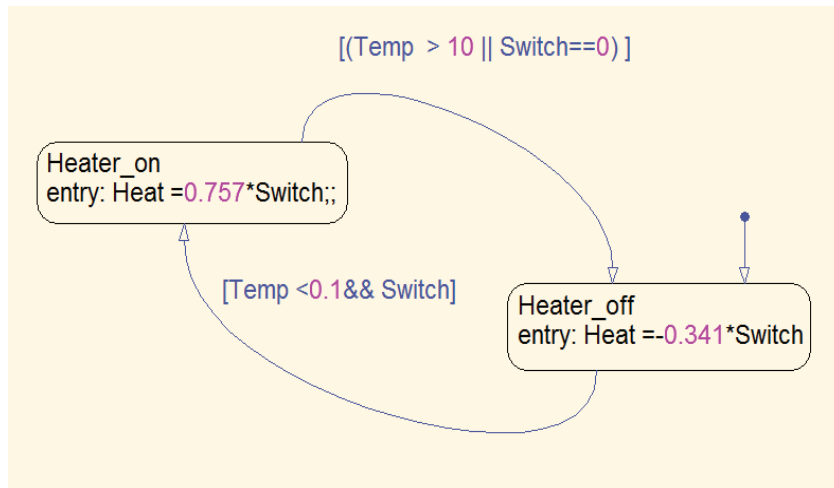 [(Temp > 10 || Switch==0) ]
Heater_on
entry: Heat =0.757*Switch;;
[Temp <0.1&& Switch]
Heater_off
entry: Heat =-0.341*Switch